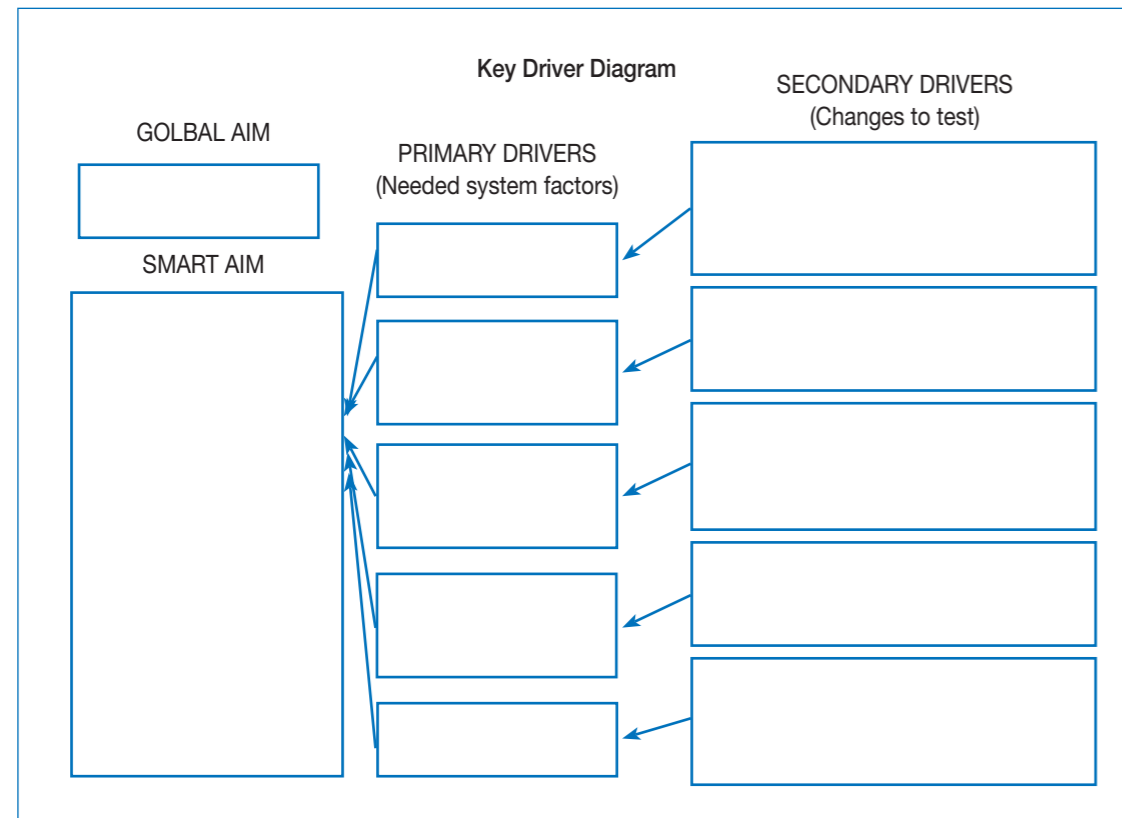 Key Driver Diagram
GOLBAL AIM
SMART AIM
PRIMARY DRIVERS
(Needed system factors)
SECONDARY DRIVERS
(Changes to test)